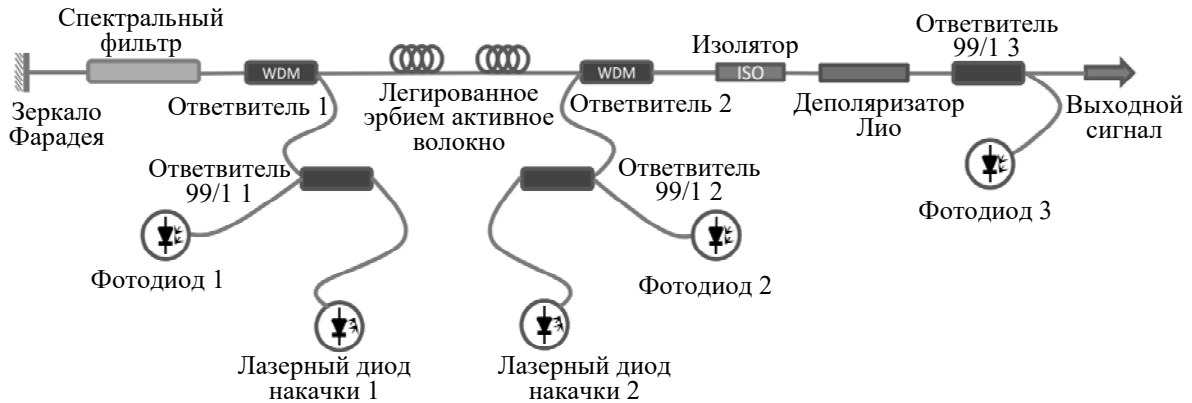 Спектральный
фильтр
WDM
Ответвитель 1
Зеркало
Фарадея
Легированное
эрбием активное
волокно
WDM
Ответвитель 2
Изолятор
ISO
Деполяризатор
Лио
Ответвитель
99/1 3
Выходной
сигнал
Ответвитель
99/1 1
Фотодиод 1
Лазерный диод
накачки 1
Ответвитель
99/1 2
Фотодиод 2
Лазерный диод
накачки 2
Фотодиод 3